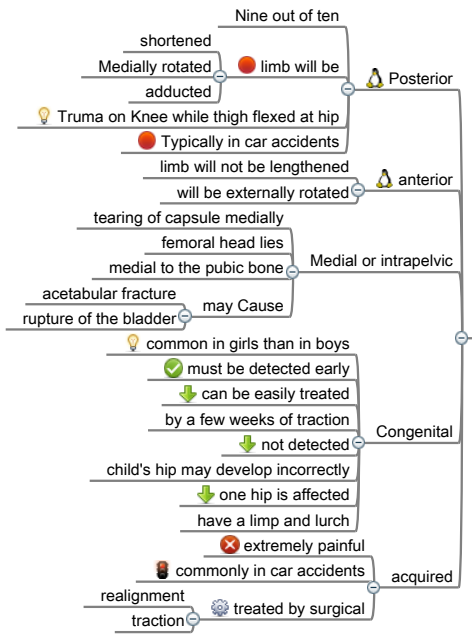 Nine out of ten
shortened
Medially rotated
adducted
limb will be
Truma on Knee while thigh flexed at hip
Typically in car accidents
Posterior
limb will not be lengthened
will be externally rotated
anterior
tearing of capsule medially
femoral head lies
medial to the pubic bone
acetabular fracture
rupture of the bladder
may Cause
Medial or intrapelvic
common in girls than in boys
must be detected early
can be easily treated
by a few weeks of traction
not detected
child's hip may develop incorrectly
one hip is affected
have a limp and lurch
Congenital
extremely painful
commonly in car accidents
realignment
traction
treated by surgical
acquired